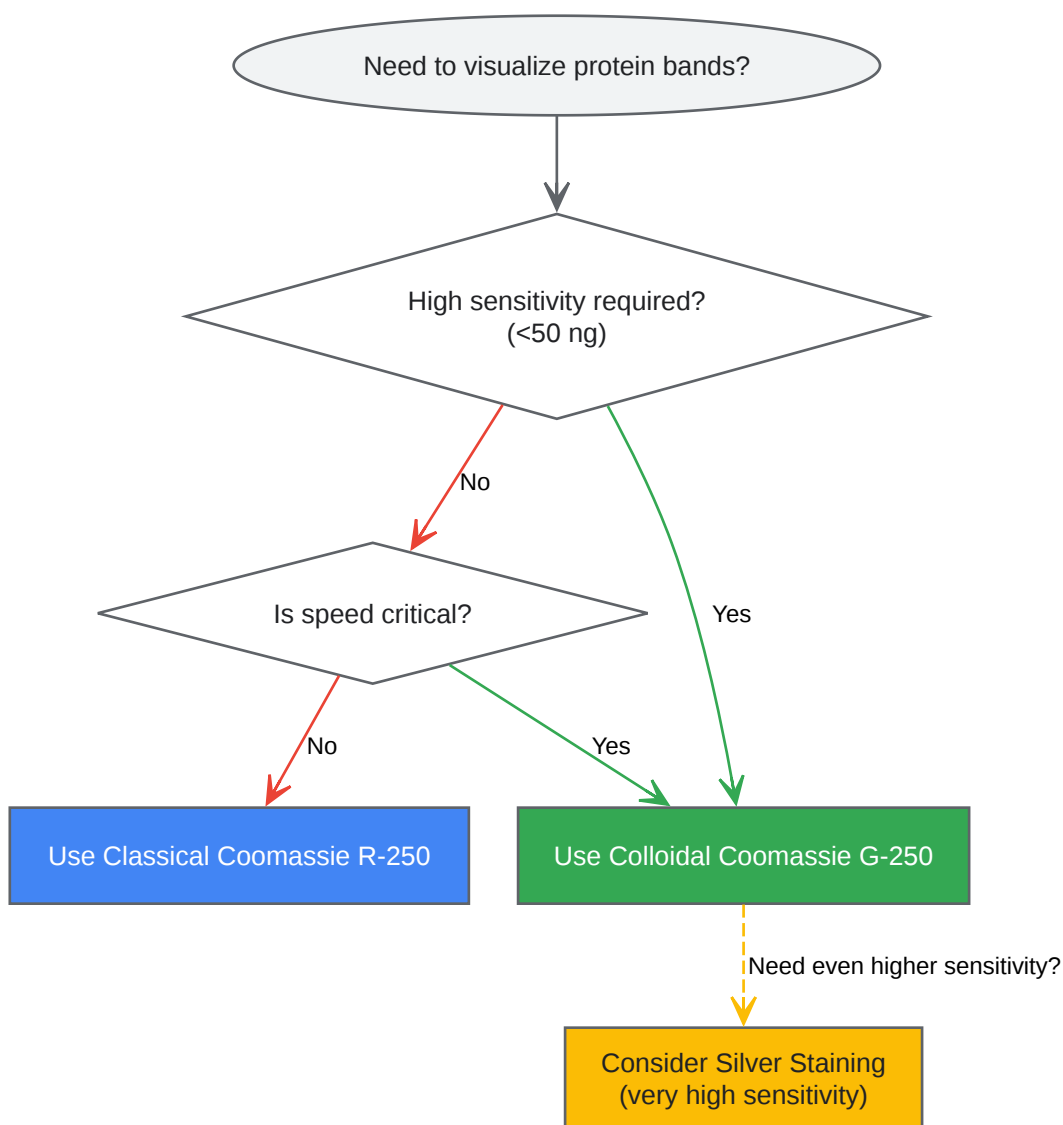 Need to visualize protein bands?
High sensitivity required?
(<50 ng)
No
Is speed critical?
Yes
No
Yes
Use Classical Coomassie R-250
Use Colloidal Coomassie G-250
Need even higher sensitivity?
Consider Silver Staining
(very high sensitivity)